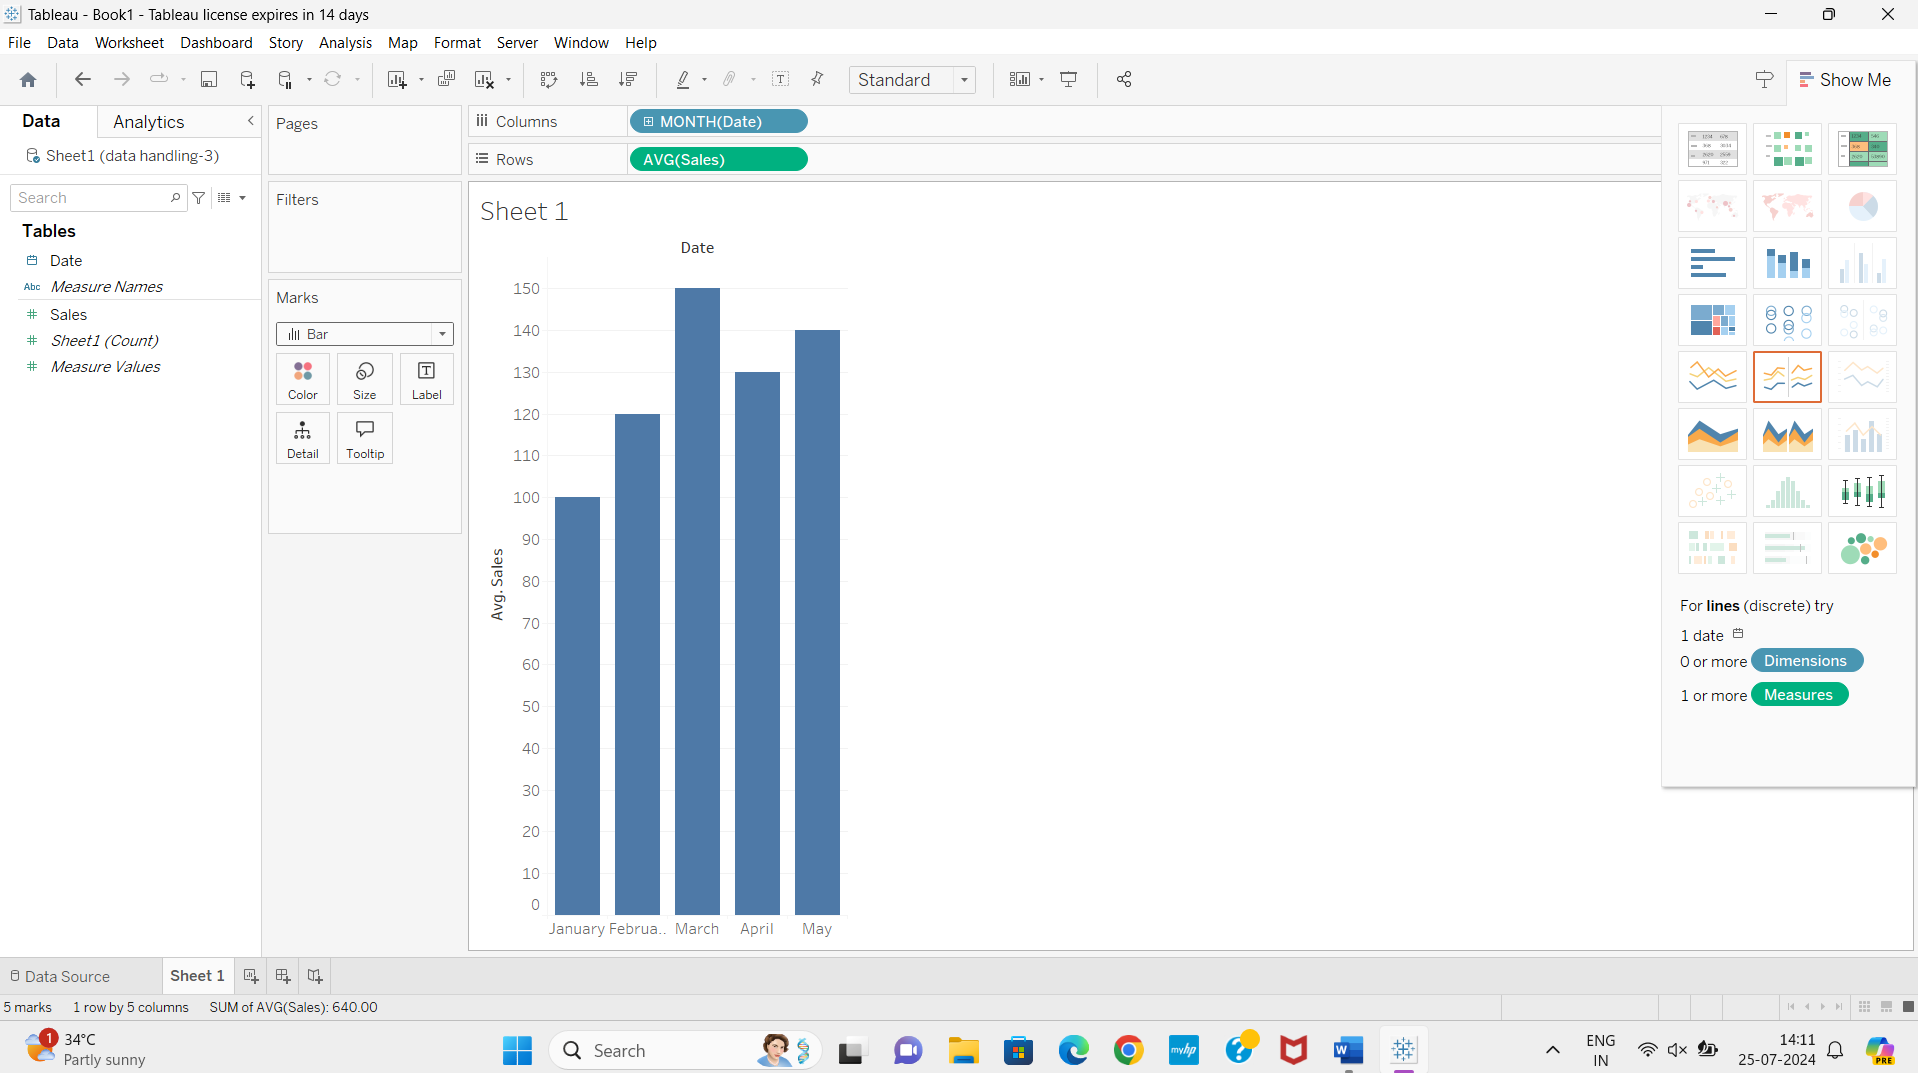 Tableau - Book1 - Tableau license expires in 14 days
File Data Worksheet Dashboard Story Analysis Map Format Server Window Help
Standard
Show Me
Data
Analytics
Sheet1 (data handling-3)
Search
Tables
Date
Abc Measure Names
Sales
Sheet1 (Count)
Measure Values
Pages
Filters
Marks
Bar
Color
Size
Label
Detail
Tooltip
Columns
MONTH(Date)
Rows
AVG(Sales)
Sheet 1
Date
150
140
130
120
110
100
90
80
70
60
50
40
30
20
10
0
Avg. Sales
January Februa.. March April May
For lines (discrete) try
1 date
0 or more Dimensions
1 or more Measures
Data Source
Sheet 1
5 marks 1 row by 5 columns SUM of AVG(Sales): 640.00
1
34°C
Partly sunny
Search
myhp
W
ENG
IN
14:11
25-07-2024
PRE